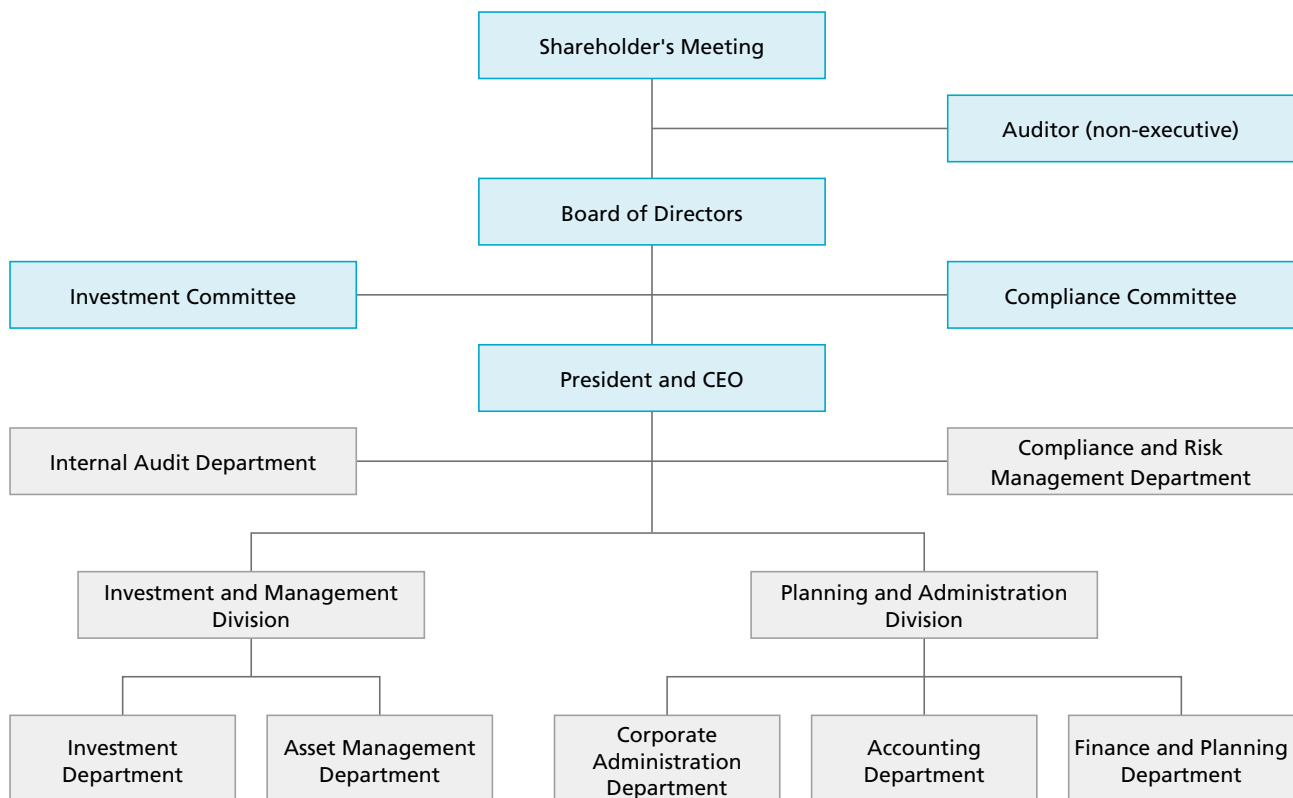 Shareholder's Meeting
Auditor (non-executive)
Board of Directors
Investment Committee
Compliance Committee
President and CEO
Internal Audit Department
Compliance and Risk
Management Department
Investment and Management
Division
Planning and Administration
Division
Investment
Department
Asset Management
Department
Corporate
Administration
Department
Accounting
Department
Finance and Planning
Department